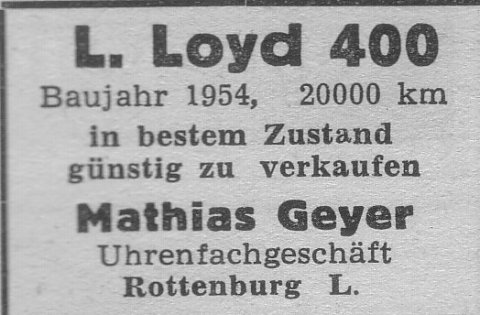 L. Loyd 400
Baujahr 1954, 20000 km
in bestem Zustand
günstig zu verkaufen
Mathias Geyer
Uhrenfachgeschäft
Rottenburg L.